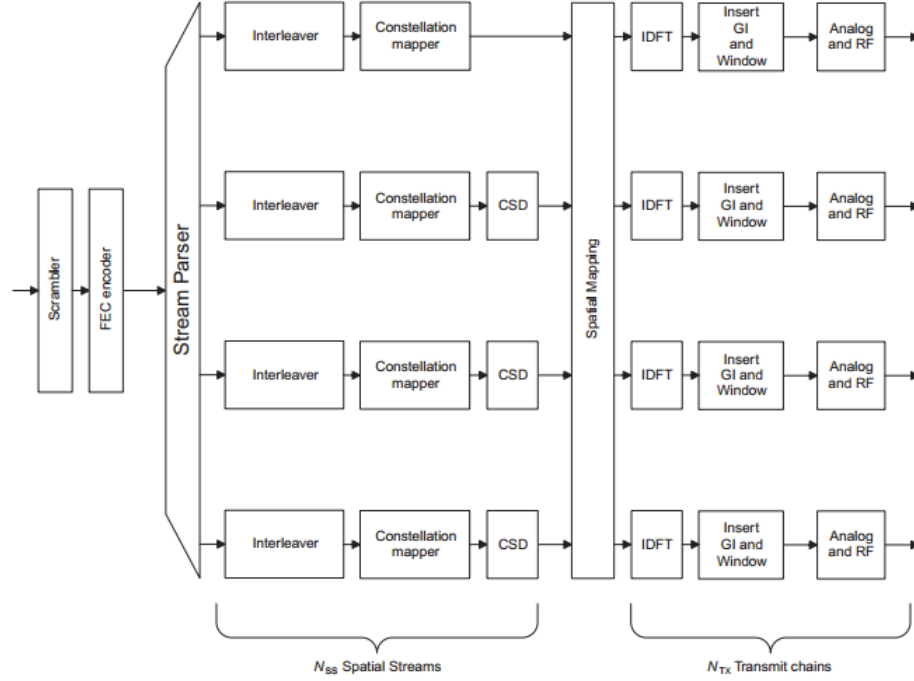 Scrambler
FEC encoder
Stream Parser
Interleaver
Constellation
mapper
Spatial Mapping
IDFT
Insert
GI
and
Window
Analog
and RF
Interleaver
Constellation
mapper
CSD
IDFT
Insert
GI and
Window
Analog
and RF
Interleaver
Constellation
mapper
CSD
IDFT
Insert
GI and
Window
Analog
and RF
Interleaver
Constellation
mapper
CSD
IDFT
Insert
GI and
Window
Analog
and RF
NSS Spatial Streams
NTX Transmit chains